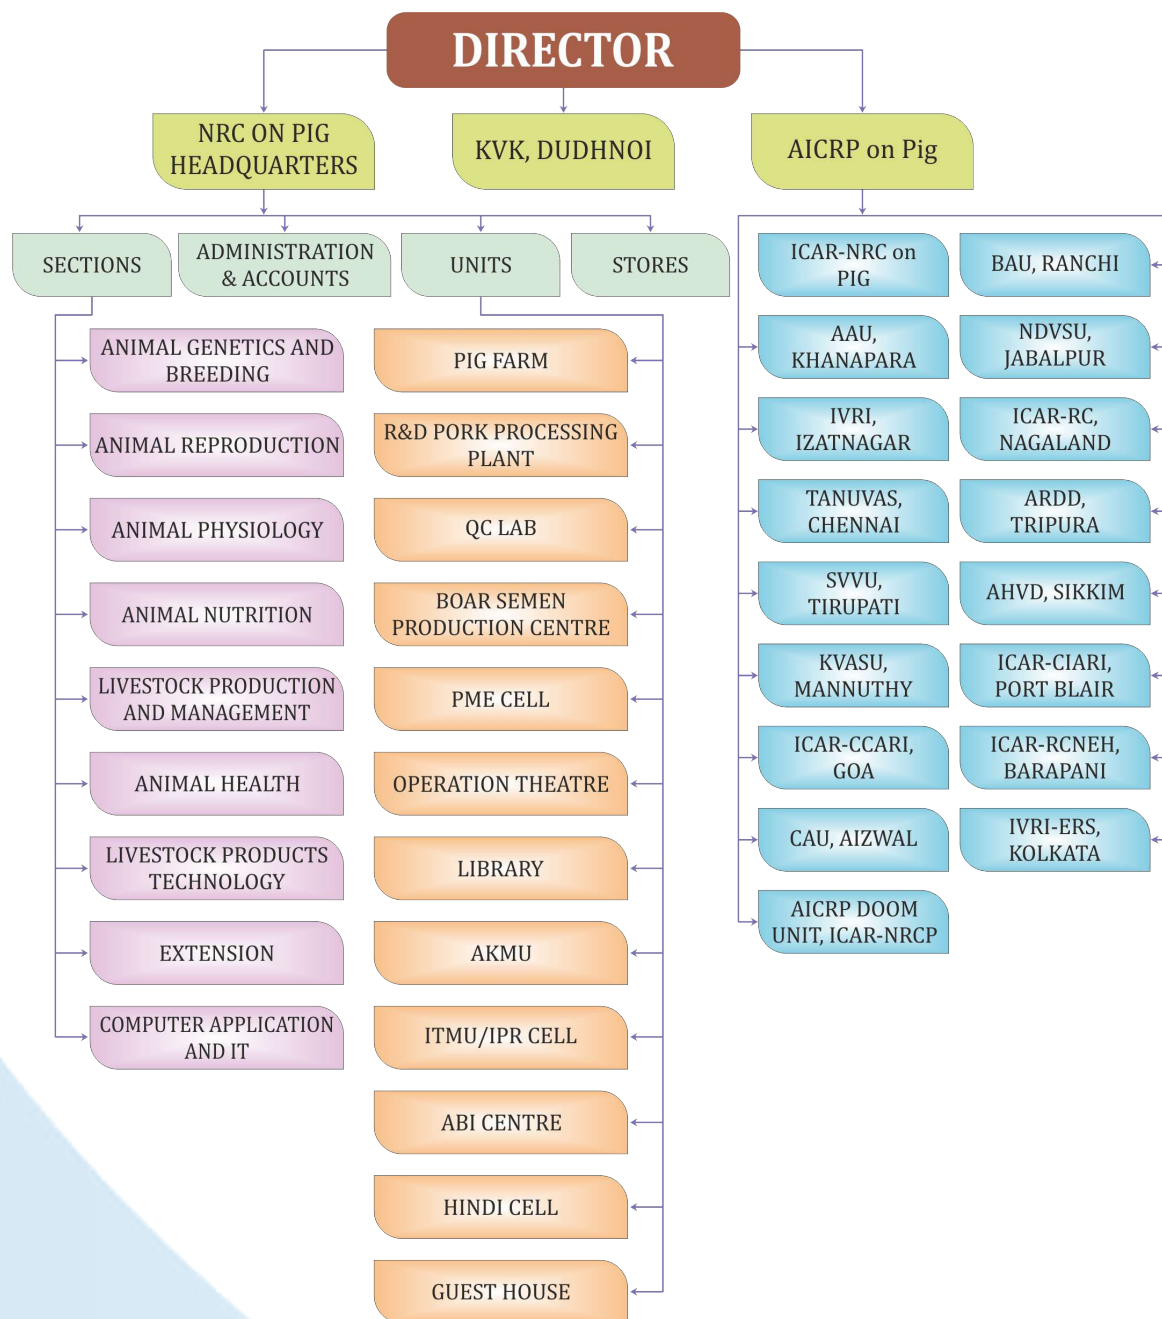 DIRECTOR
NRC ON PIG
HEADQUARTERS
KVK, DUDHNOI
AICRP on Pig
SECTIONS
ADMINISTRATION
& ACCOUNTS
UNITS
STORES
ANIMAL GENETICS AND
BREEDING
ANIMAL REPRODUCTION
ANIMAL PHYSIOLOGY
ANIMAL NUTRITION
LIVESTOCK PRODUCTION
AND MANAGEMENT
ANIMAL HEALTH
LIVESTOCK PRODUCTS
TECHNOLOGY
EXTENSION
COMPUTER APPLICATION
AND IT
PIG FARM
R&D PORK PROCESSING
PLANT
QC LAB
BOAR SEMEN
PRODUCTION CENTRE
PME CELL
OPERATION THEATRE
LIBRARY
AKMU
ITMU/IPR CELL
ABI CENTRE
HINDI CELL
GUEST HOUSE
ICAR-NRC on
PIG
AAU,
KHANAPARA
IVRI,
IZATNAGAR
TANUVAS,
CHENNAI
SVVU,
TIRUPATI
KVASU,
MANNUTHY
ICAR-CCARI,
GOA
CAU, AIZWAL
AICRP DOOM
UNIT, ICAR-NRCP
BAU, RANCHI
NDVSU,
JABALPUR
ICAR-RC,
NAGALAND
ARDD,
TRIPURA
AHVD, SIKKIM
ICAR-CIARI,
PORT BLAIR
ICAR-RCNEH,
BARAPANI
IVRI-ERS,
KOLKATA